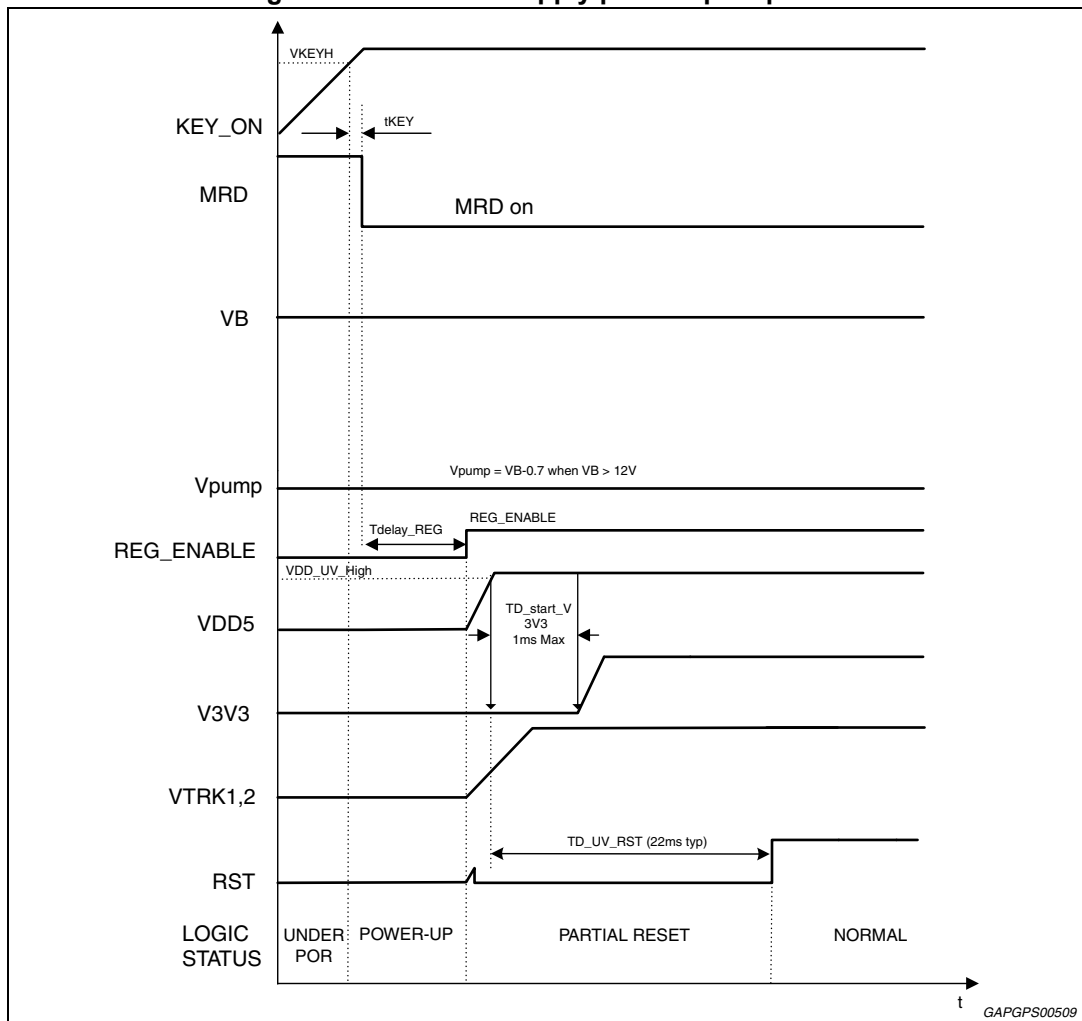 VKEYH
KEY_ON
tKEY
MRD
MRD on
VB
Vpump = VB-0.7 when VB > 12V
Vpump
Tdelay_REG
REG_ENABLE
REG_ENABLE
VDD_UV_High
VDD5
TD_start_V
3V3
1ms Max
V3V3
VTRK1,2
TD_UV_RST (22ms typ)
RST
LOGIC
STATUS
UNDER
POR
POWER-UP
PARTIAL RESET
NORMAL
t
GAPGPS00509